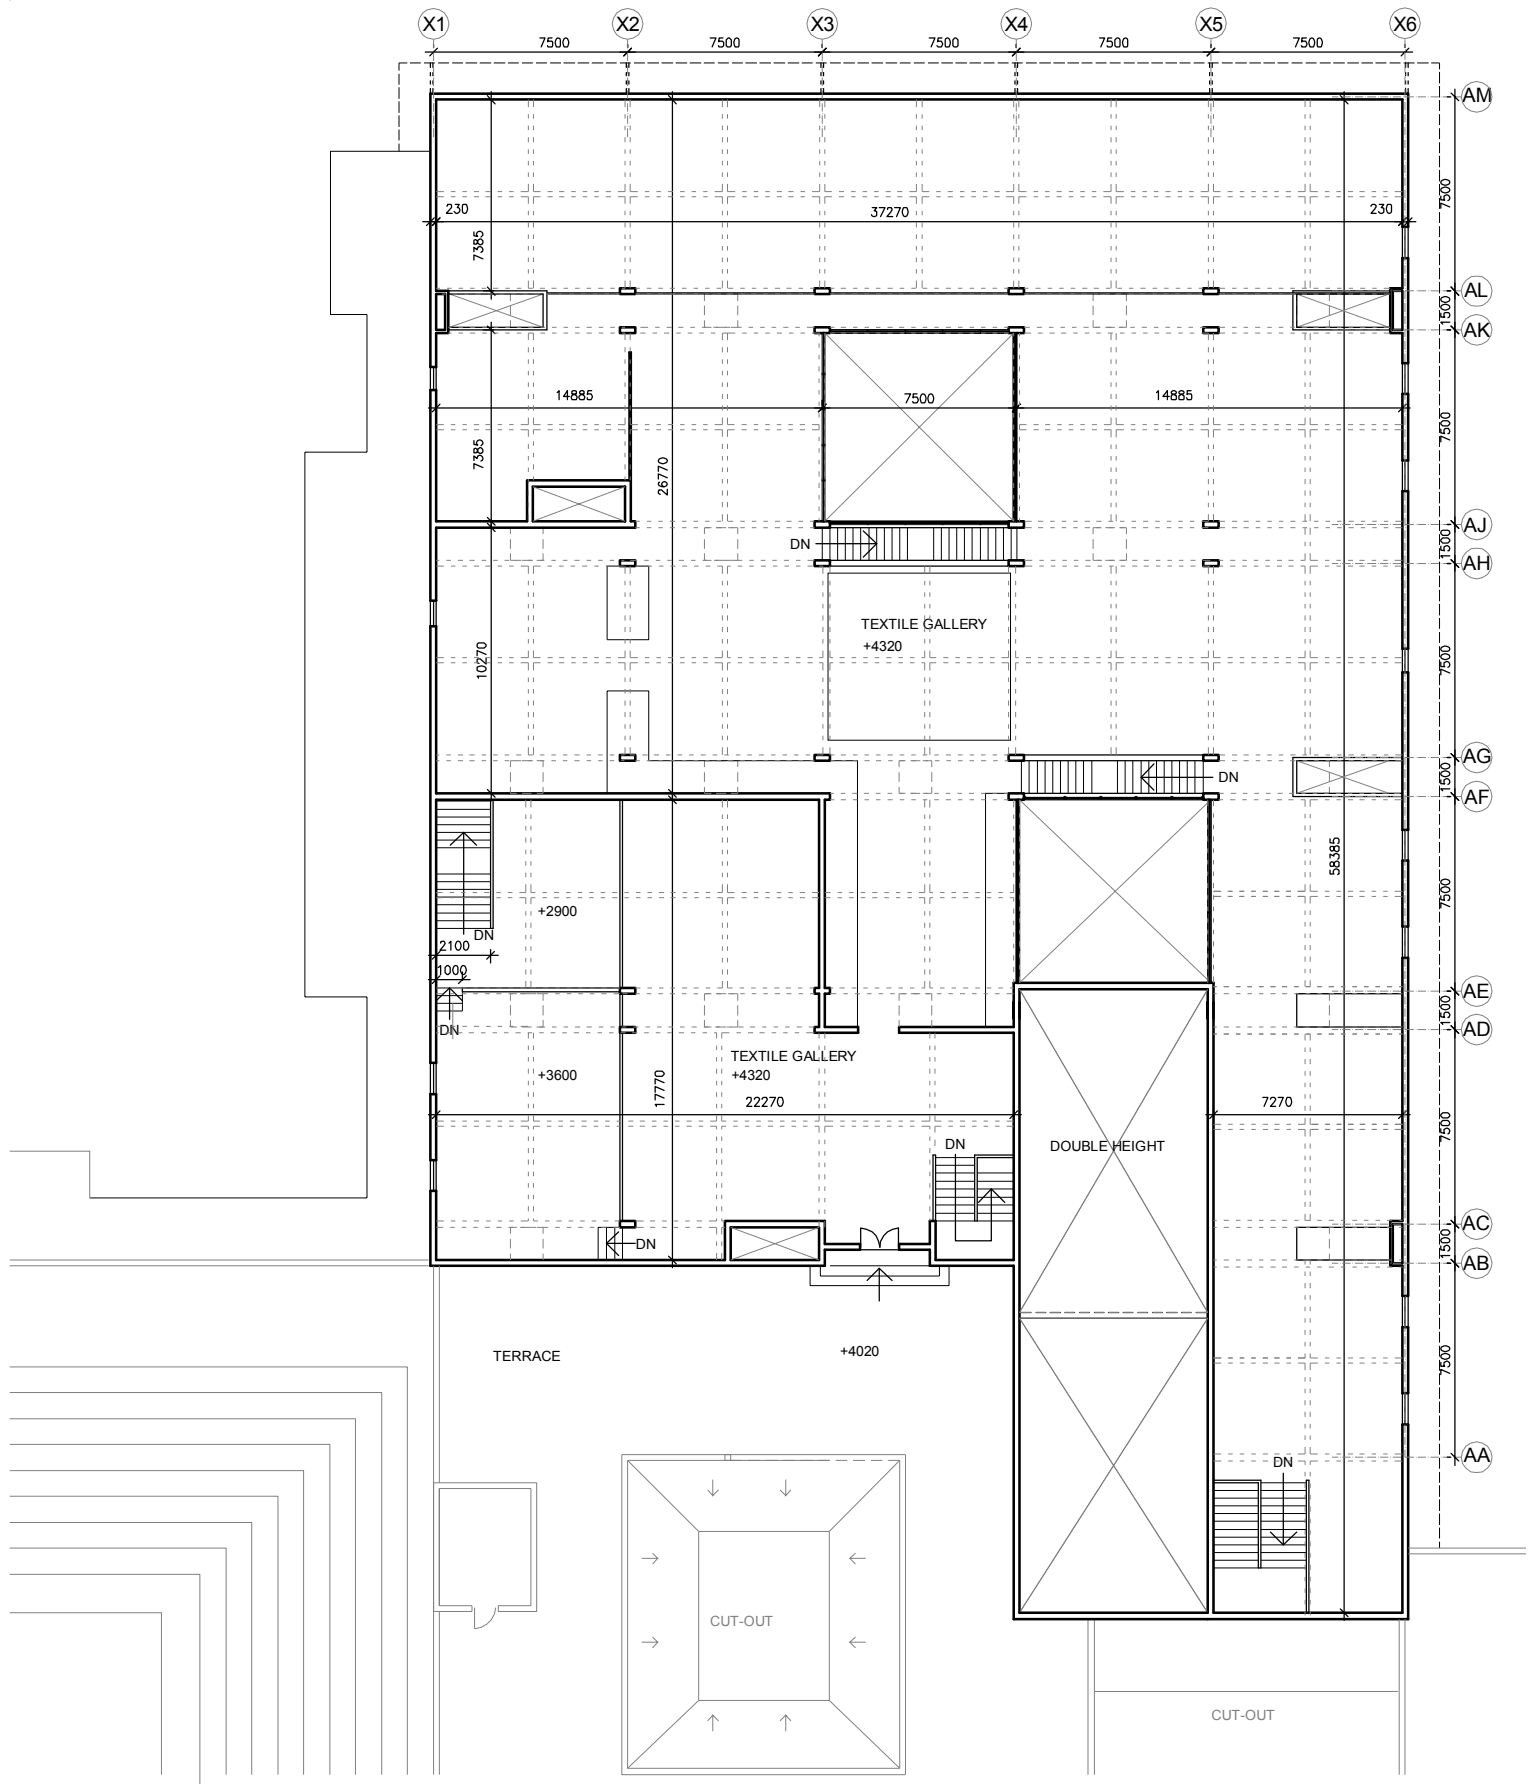 X1 X2 X3 X4 X5 X6
7500 7500 7500 7500 7500
AM
7500
230 37270 230
7385
AL
1500
AK
14885 7500 14885
7500
7385
26770
AJ
DN
1500
AH
TEXTILE GALLERY
+4320
10270
7500
AG
DN
1500
AF
58385
7500
+2900
DN
2100
1000
AE
1500
DN
AD
TEXTILE GALLERY
+3600 +4320
17770
22270 7270
7500
DN DOUBLE HEIGHT
AC
DN
1500
AB
TERRACE +4020
7500
DN
AA
CUT-OUT
CUT-OUT